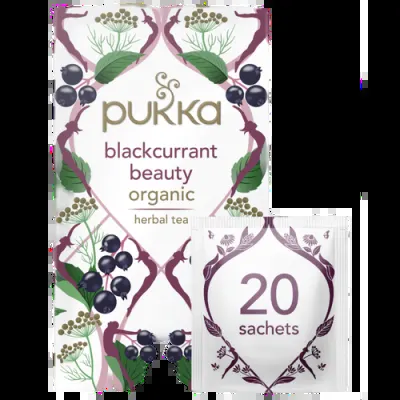 pukka
blackcurrant
beauty
organic
herbal tea
20
sachets